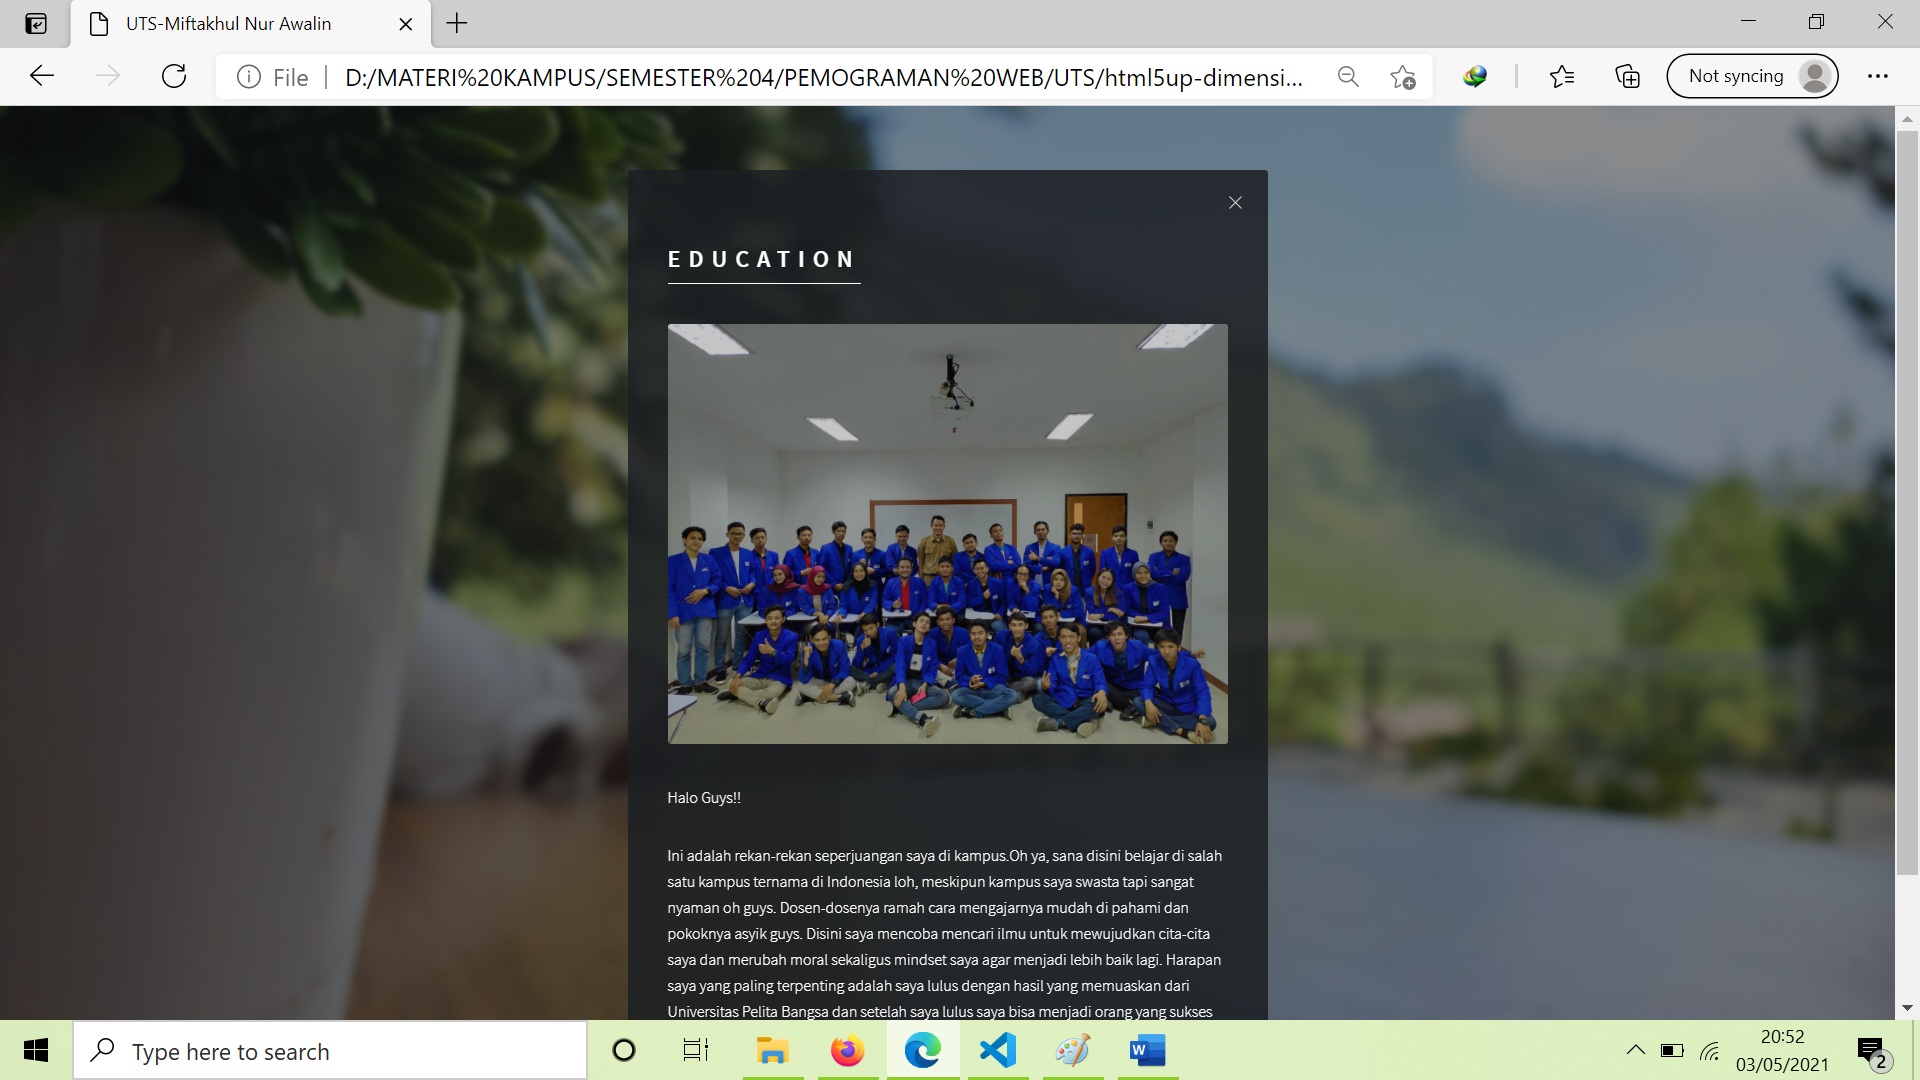 UTS-Miftakhul Nur Awalin
File
D:/MATERI%20KAMPUS/SEMESTER%204/PEMOGRAMAN%20WEB/UTS/html5up-dimensi...
Not syncing
EDUCATION
Halo Guys!!
Ini adalah rekan-rekan seperjuangan saya di kampus.Oh ya, sana disini belajar di salah
satu kampus ternama di Indonesia loh, meskipun kampus saya swasta tapi sangat
nyaman oh guys. Dosen-dosenya ramah cara mengajarnya mudah di pahami dan
pokoknya asyik guys. Disini saya mencoba mencari ilmu untuk mewujudkan cita-cita
saya dan merubah moral sekaligus mindset saya agar menjadi lebih baik lagi. Harapan
saya yang paling terpenting adalah saya lulus dengan hasil yang memuaskan dari
Universitas Pelita Bangsa dan setelah saya lulus saya bisa menjadi orang yang sukses
Type here to search
W
20:52
03/05/2021
2